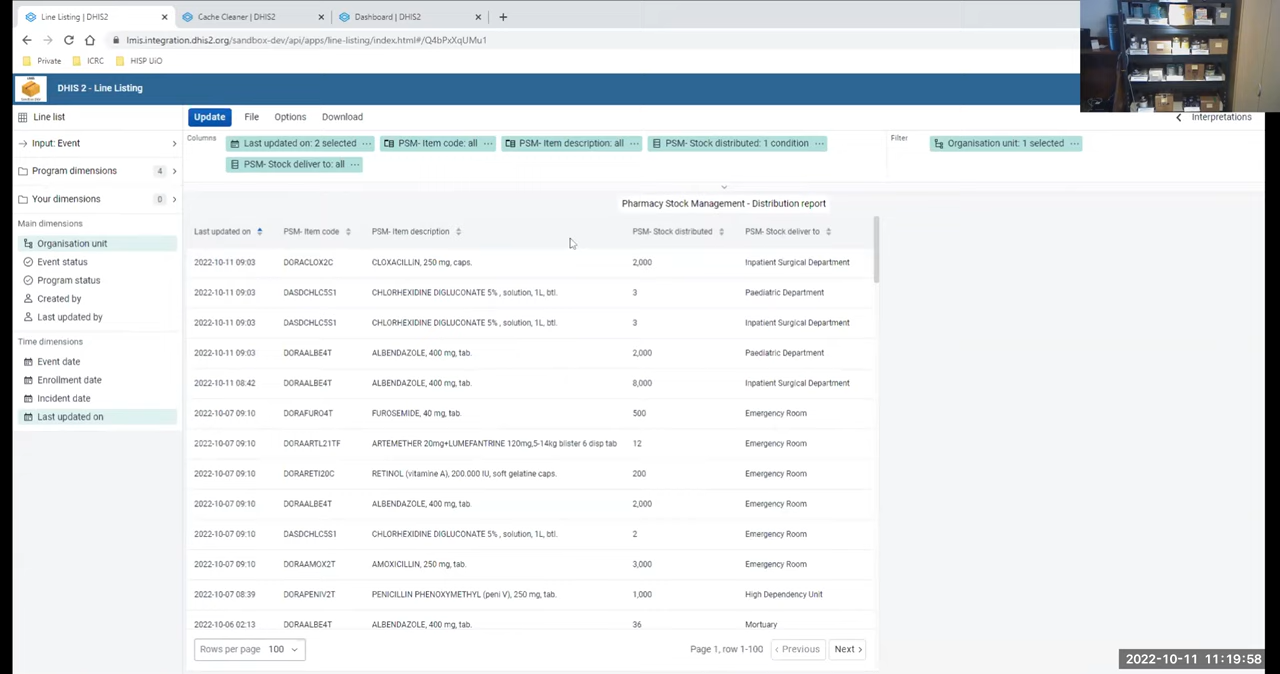 Line Listing | DHIS2
Cache Cleaner | DHIS2
Dashboard | DHIS2
lmis.integration.dhis2.org/sandbox-dev/api/apps/line-listing/index.html#/Q4bPxXqUMu1
Private ICRC HISP UiO
DHIS 2 - Line Listing
Line list
Update File Options Download
Interpretations
Columns
Last updated on: 2 selected
PSM- Item code: all
PSM- Item description: all
PSM- Stock distributed: 1 condition
PSM- Stock deliver to: all
Filter
Organisation unit: 1 selected
Input: Event
Program dimensions 4
Your dimensions 0
Main dimensions
Organisation unit
Event status
Program status
Created by
Last updated by
Time dimensions
Event date
Enrollment date
Incident date
Last updated on
Pharmacy Stock Management - Distribution report
Last updated on PSM- Item code PSM- Item description PSM- Stock distributed PSM- Stock deliver to
2022-10-11 09:03 DORACLOX2C CLOXACILLIN, 250 mg, caps. 2,000 Inpatient Surgical Department
2022-10-11 09:03 DASDCHLC5S1 CHLORHEXIDINE DIGLUCONATE 5% , solution, 1L, btl. 3 Paediatric Department
2022-10-11 09:03 DASDCHLC5S1 CHLORHEXIDINE DIGLUCONATE 5% , solution, 1L, btl. 3 Inpatient Surgical Department
2022-10-11 09:03 DORAALBE4T ALBENDAZOLE, 400 mg, tab. 2,000 Paediatric Department
2022-10-11 08:42 DORAALBE4T ALBENDAZOLE, 400 mg, tab. 8,000 Inpatient Surgical Department
2022-10-07 09:10 DORAFURO4T FUROSEMIDE, 40 mg, tab. 500 Emergency Room
2022-10-07 09:10 DORAARTL21TF ARTEMETHER 20mg+LUMEFANTRINE 120mg,5-14kg blister 6 disp tab 12 Emergency Room
2022-10-07 09:10 DORARETI20C RETINOL (vitamine A), 200.000 IU, soft gelatine caps. 200 Emergency Room
2022-10-07 09:10 DORAALBE4T ALBENDAZOLE, 400 mg, tab. 2,000 Emergency Room
2022-10-07 09:10 DASDCHLC5S1 CHLORHEXIDINE DIGLUCONATE 5% , solution, 1L, btl. 2 Emergency Room
2022-10-07 09:10 DORAAMOX2T AMOXICILLIN, 250 mg, tab. 3,000 Emergency Room
2022-10-07 08:39 DORAPENIV2T PENICILLIN PHENOXYMETHYL (peni V), 250 mg, tab. 1,000 High Dependency Unit
2022-10-06 02:13 DORAALBE4T ALBENDAZOLE, 400 mg, tab. 36 Mortuary
Rows per page 100
Page 1, row 1-100
Previous
Next
2022-10-11 11:19:58